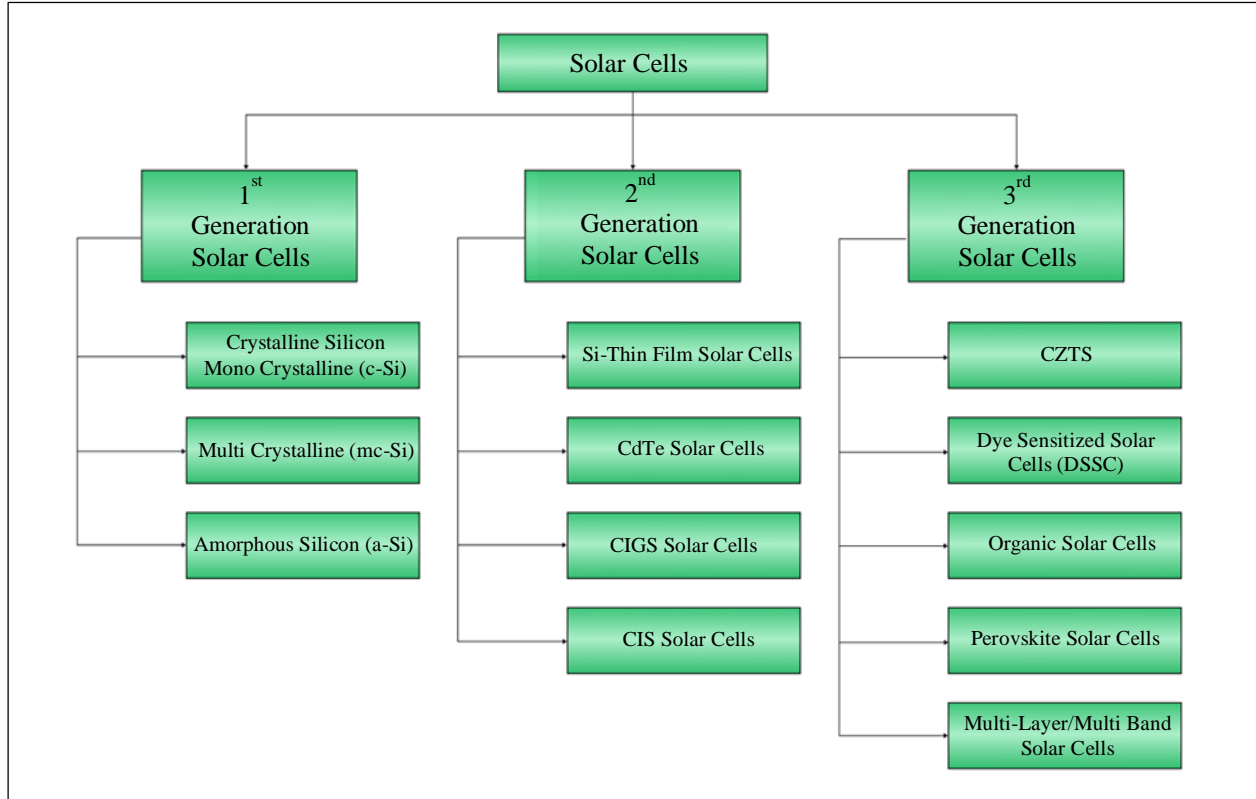 Solar Cells
1st
Generation
Solar Cells
Crystalline Silicon
Mono Crystalline (c-Si)
Multi Crystalline (mc-Si)
Amorphous Silicon (a-Si)
2nd
Generation
Solar Cells
Si-Thin Film Solar Cells
CdTe Solar Cells
CIGS Solar Cells
CIS Solar Cells
3rd
Generation
Solar Cells
CZTS
Dye Sensitized Solar
Cells (DSSC)
Organic Solar Cells
Perovskite Solar Cells
Multi-Layer/Multi Band
Solar Cells